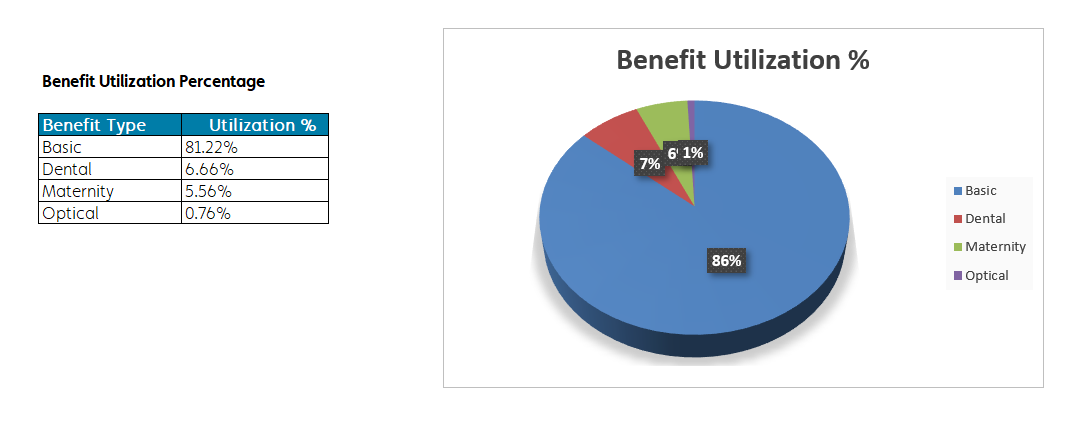 Benefit Utilization Percentage
Benefit Type Utilization %
Basic 81.22%
Dental 6.66%
Maternity 5.56%
Optical 0.76%
Benefit Utilization %
7%
6
1%
86%
Basic
Dental
Maternity
Optical